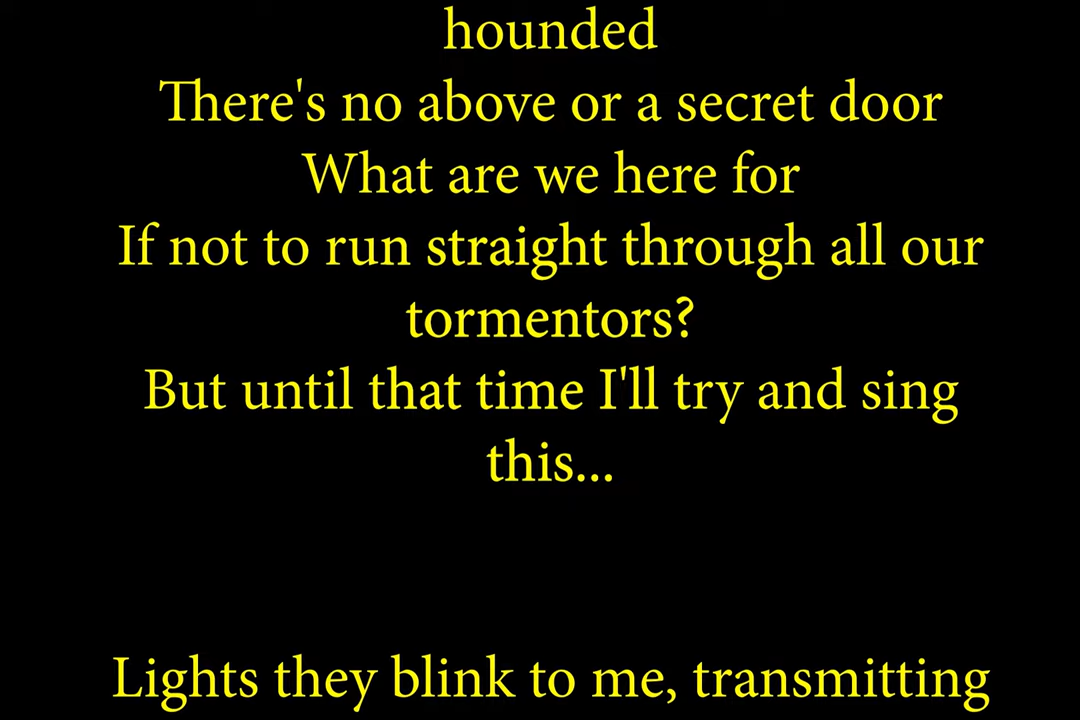 hounded
There's no above or a secret door
What are we here for
If not to run straight through all our
tormentors?
But until that time I'll try and sing
this...
Lights they blink to me, transmitting